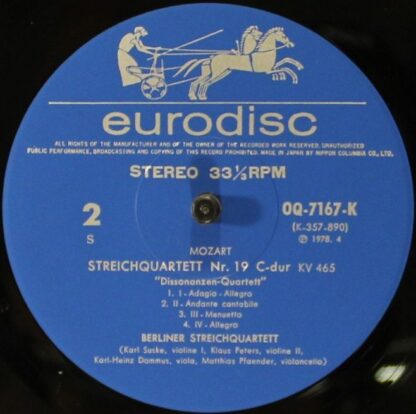 eurodisc
ALL RIGHTS OF THE MANUFACTURER AND OF THE OWNER OF THE RECORDED WORK RESERVED. UNAUTHORIZED
PUBLIC PERFORMANCE, BROADCASTING AND COPYING OF THIS RECORD PROHIBITED. MADE IN JAPAN BY NIPPON COLUMBIA CO., LTD.
STEREO 33⅓RPM
2
S
OQ-7167-K
(K-357-890)
Ⓟ 1978. 4
MOZART
STREICHQUARTETT Nr. 19 C-dur KV 465
"Dissonanzen-Quartett"
1. I - Adagio - Allegro
2. II - Andante cantabile
3. III - Menuetto
4. IV - Allegro
BERLINER STREICHQUARTETT
(Karl Suske, violine I, Klaus Peters, violine II,
Karl-Heinz Dommus, viola, Matthias Pfaender, violoncello)